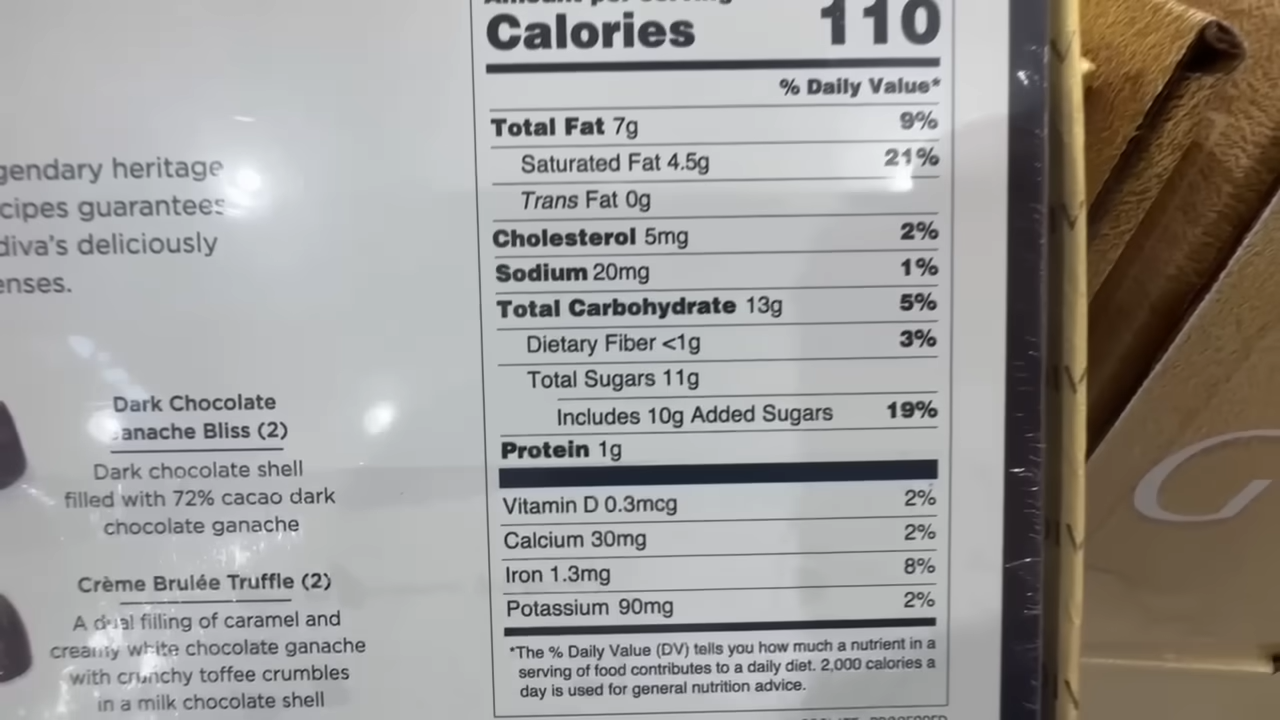 gendary heritage
cipes guarantees
diva's deliciously
enses.
Dark Chocolate
anache Bliss (2)
Dark chocolate shell
filled with 72% cacao dark
chocolate ganache
Crème Brulée Truffle (2)
A dual filling of caramel and
creamy white chocolate ganache
with crunchy toffee crumbles
in a milk chocolate shell
Calories 110
% Daily Value*
Total Fat 7g 9%
Saturated Fat 4.5g 21%
Trans Fat 0g
Cholesterol 5mg 2%
Sodium 20mg 1%
Total Carbohydrate 13g 5%
Dietary Fiber <1g 3%
Total Sugars 11g
Includes 10g Added Sugars 19%
Protein 1g
Vitamin D 0.3mcg 2%
Calcium 30mg 2%
Iron 1.3mg 8%
Potassium 90mg 2%
*The % Daily Value (DV) tells you how much a nutrient in a
serving of food contributes to a daily diet. 2,000 calories a
day is used for general nutrition advice.
G